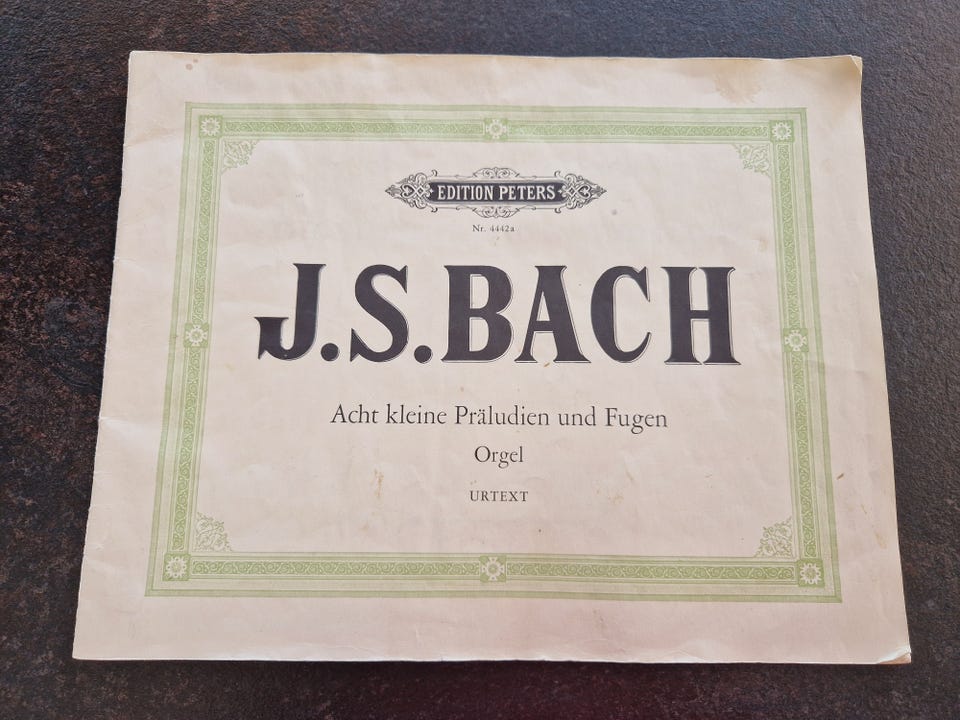 EDITION PETERS
Nr. 4442a
J.S.BACH
Acht kleine Präludien und Fugen
Orgel
URTEXT